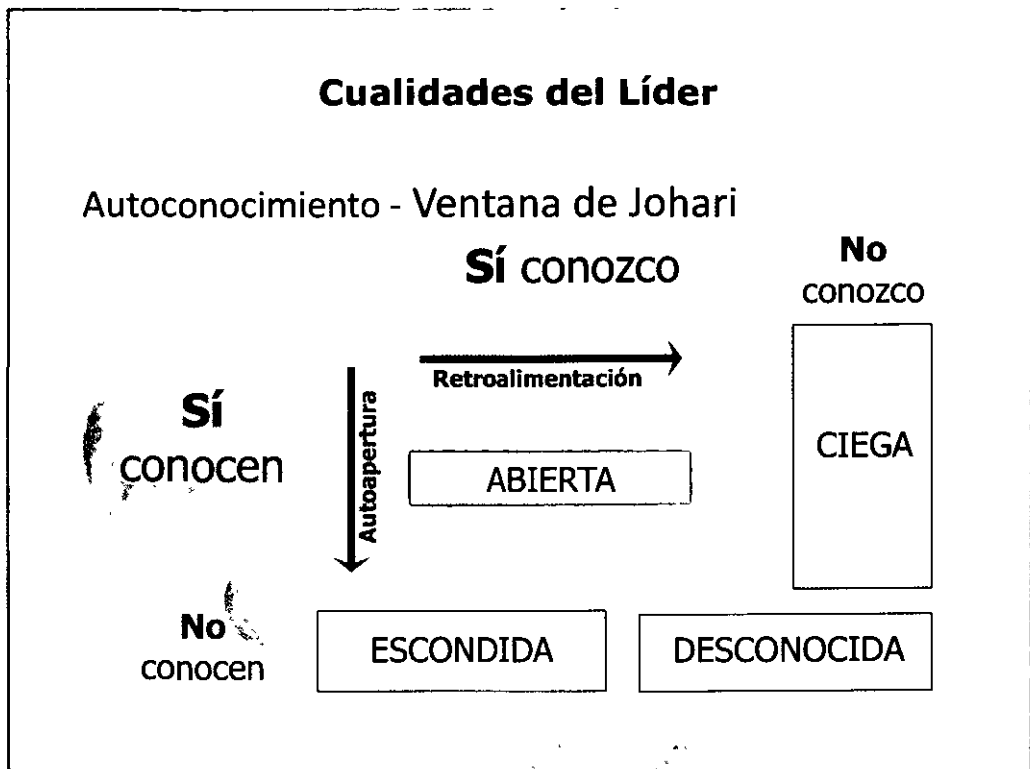 Cualidades del Líder
Autoconocimiento - Ventana de Johari
Sí conozco
No
conozco
Retroalimentación
Autoapertura
Sí
conocen
ABIERTA
CIEGA
No
conocen
ESCONDIDA
DESCONOCIDA